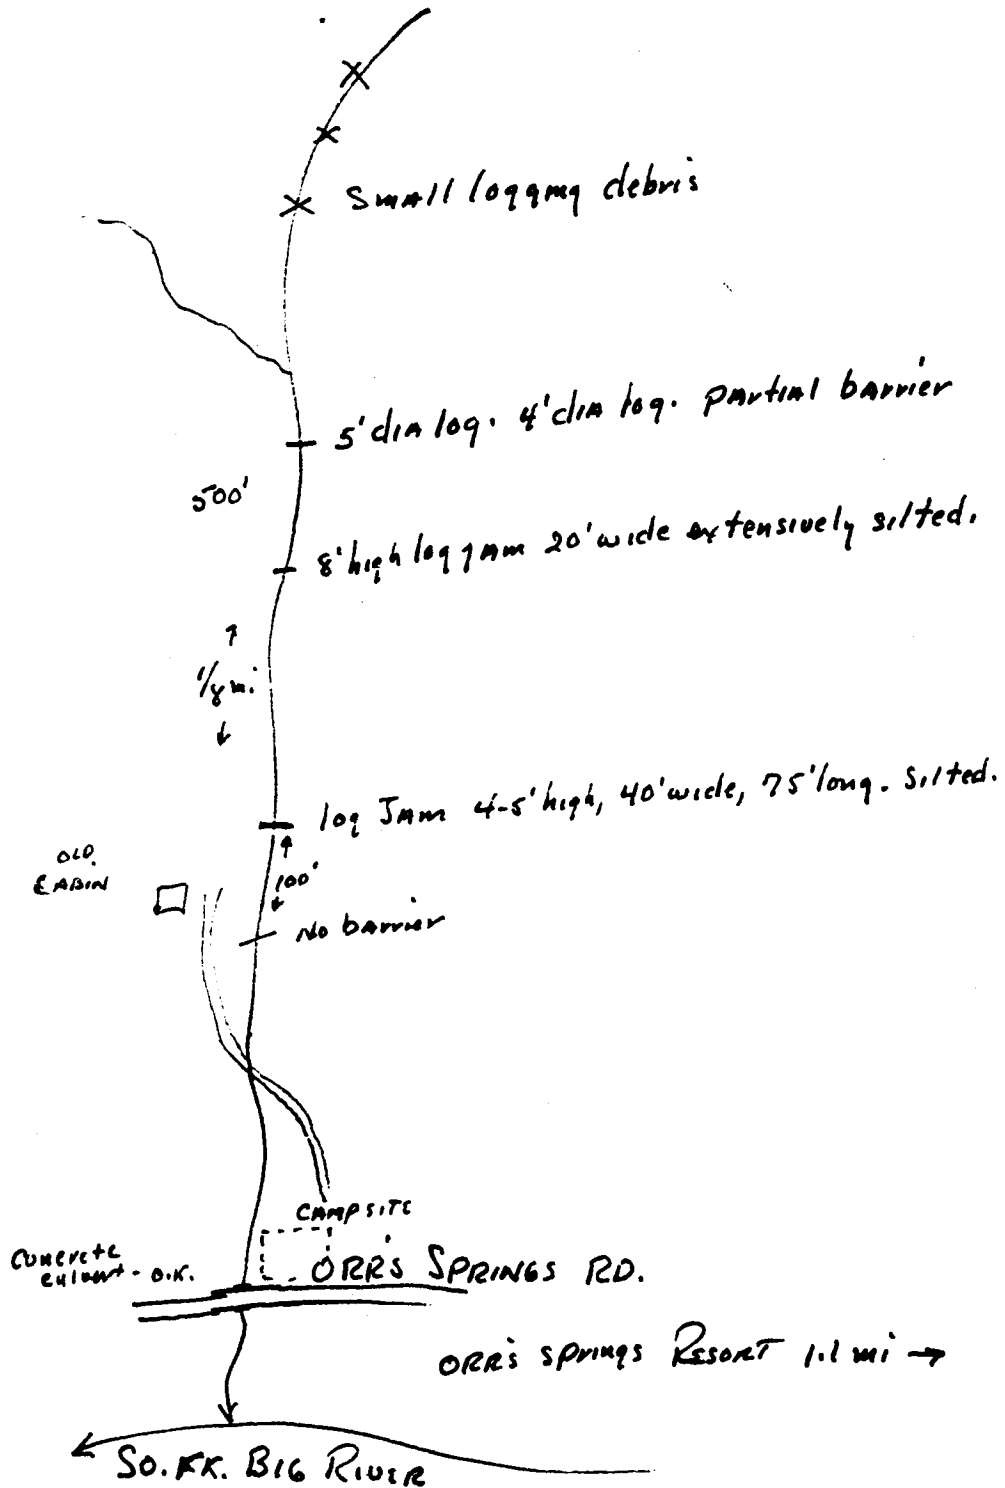 Small logging debris
5' dia log. 4' dia log. partial barrier
500'
8' high log jam 20' wide extensively silted.
1/8 mi
log Jam 4-5' high, 40' wide, 75' long. Silted.
100'
OLD
CABIN
No barrier
CAMPSITE
Concrete
culvert - O.K.
ORR'S SPRINGS RD.
ORR'S SPRINGS RESORT 1.1 mi →
SO. FK. BIG RIVER